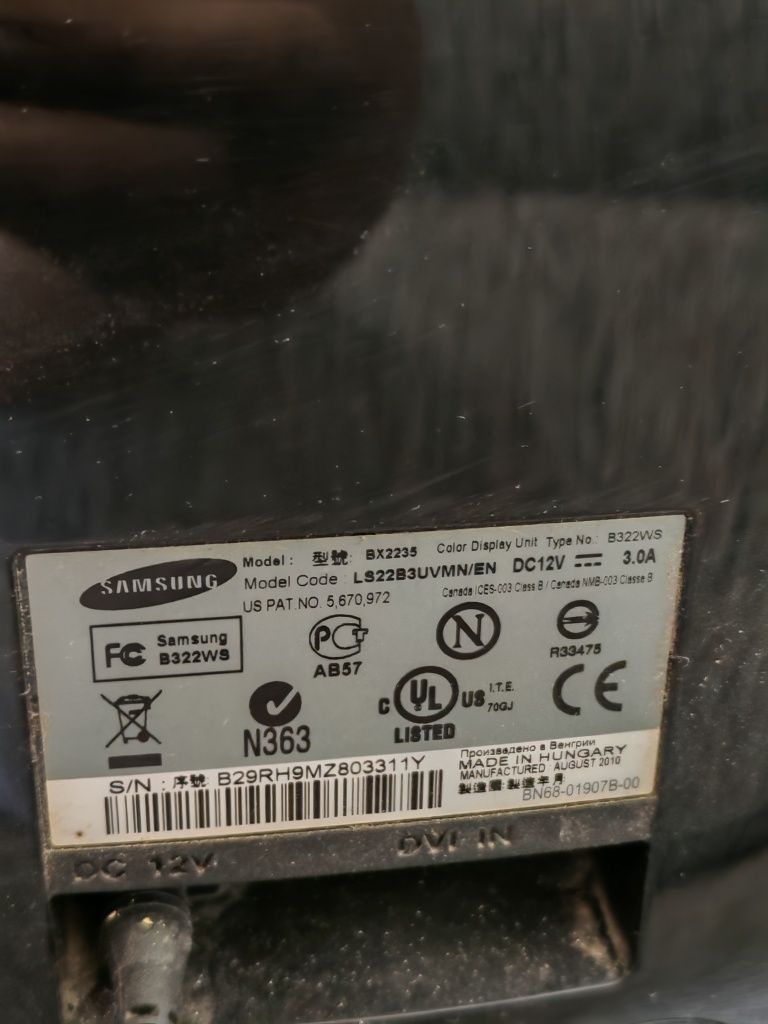 SAMSUNG
Model : 型號: BX2235 Color Display Unit Type No.: B322WS
Model Code : LS22B3UVMN/EN DC12V 3.0A
US PAT.NO. 5,670,972 Canada ICES-003 Class B / Canada NMB-003 Classe B
FC Samsung B322WS
PCT
AB57
N
R33475
N363
C UL US LISTED
I.T.E. 70GJ
CE
S/N : 序號: B29RH9MZ803311Y
Произведено в Венгрии
MADE IN HUNGARY
MANUFACTURED : AUGUST 2010
BN68-01907B-00
DC 12V
DVI IN